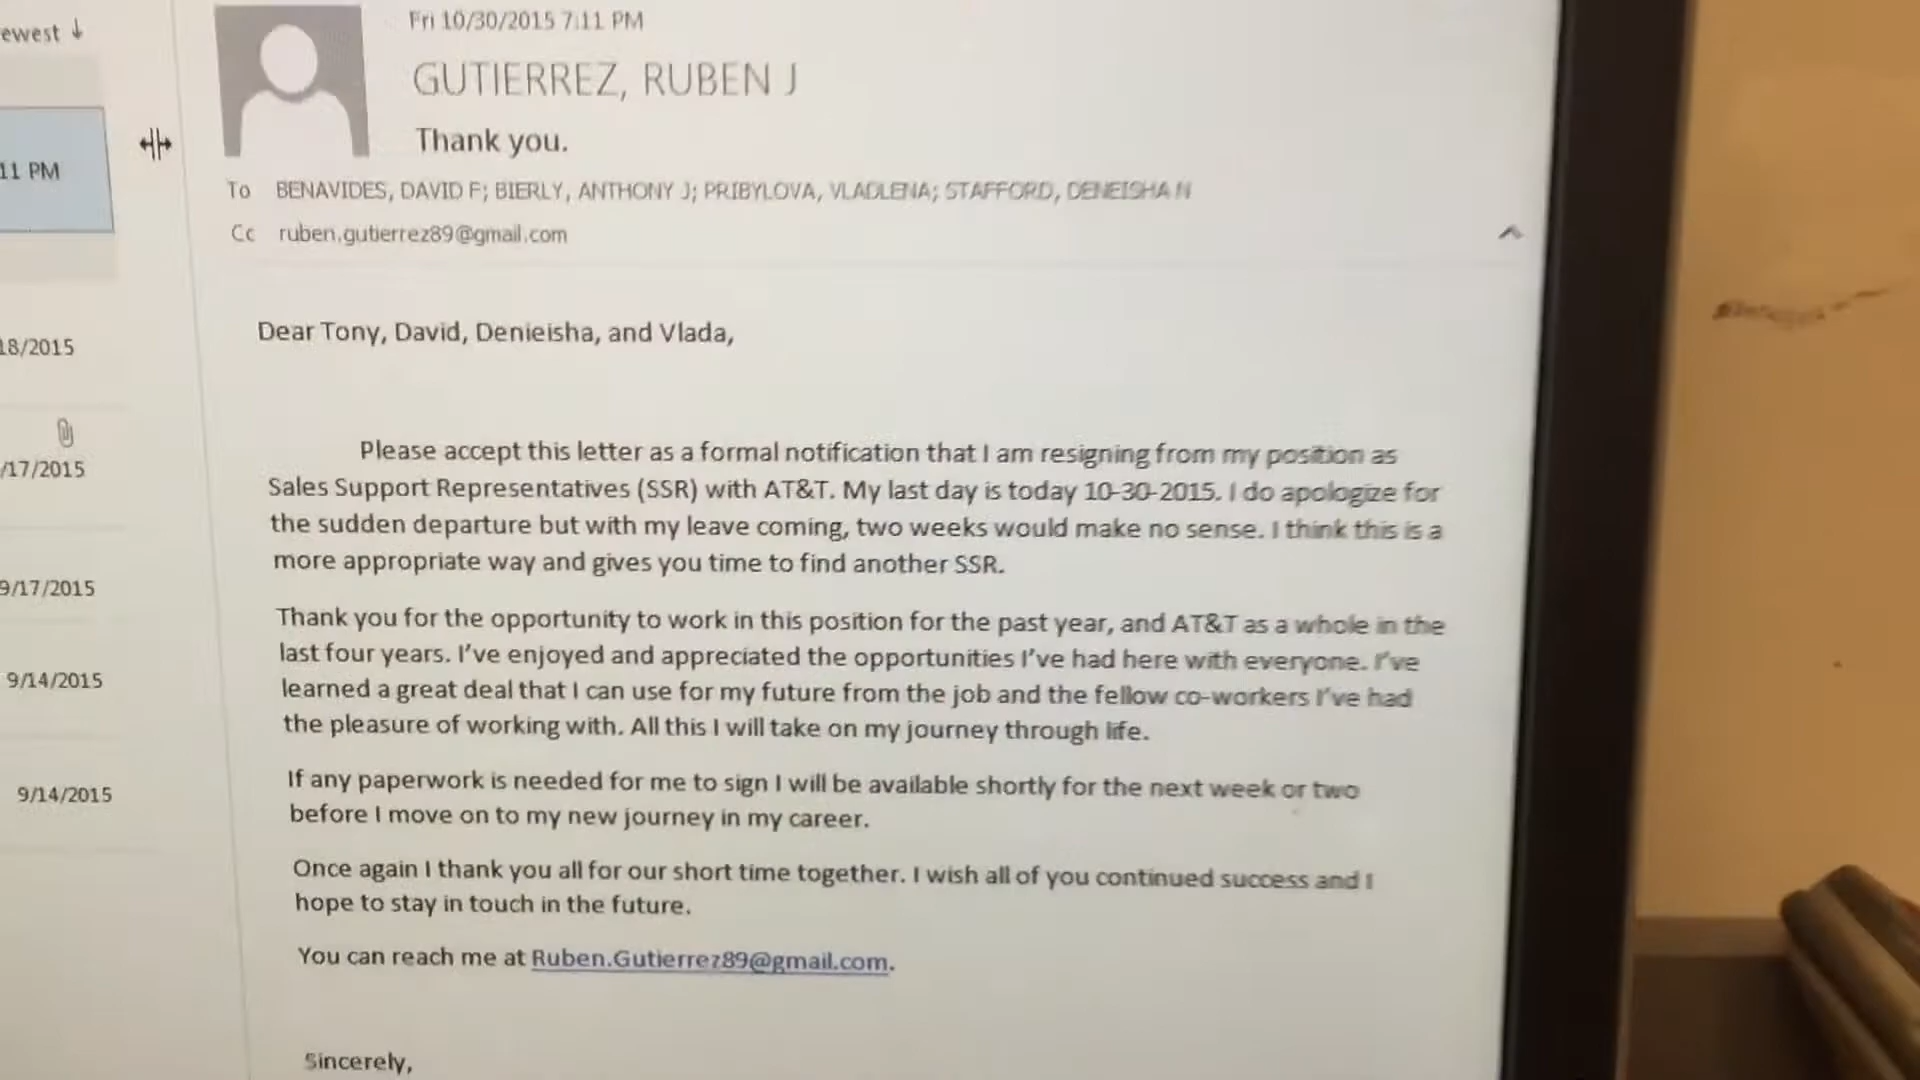 ewest ↓
11 PM
18/2015
/17/2015
9/17/2015
9/14/2015
9/14/2015
Fri 10/30/2015 7:11 PM
GUTIERREZ, RUBEN J
Thank you.
To BENAVIDES, DAVID F; BIERLY, ANTHONY J; PRIBYLOVA, VLADLENA; STAFFORD, DENEISHA N
Cc ruben.gutierrez89@gmail.com
Dear Tony, David, Denieisha, and Vlada,
Please accept this letter as a formal notification that I am resigning from my position as
Sales Support Representatives (SSR) with AT&T. My last day is today 10-30-2015. I do apologize for
the sudden departure but with my leave coming, two weeks would make no sense. I think this is a
more appropriate way and gives you time to find another SSR.
Thank you for the opportunity to work in this position for the past year, and AT&T as a whole in the
last four years. I've enjoyed and appreciated the opportunities I've had here with everyone. I've
learned a great deal that I can use for my future from the job and the fellow co-workers I've had
the pleasure of working with. All this I will take on my journey through life.
If any paperwork is needed for me to sign I will be available shortly for the next week or two
before I move on to my new journey in my career.
Once again I thank you all for our short time together. I wish all of you continued success and I
hope to stay in touch in the future.
You can reach me at Ruben.Gutierrez89@gmail.com.
Sincerely,